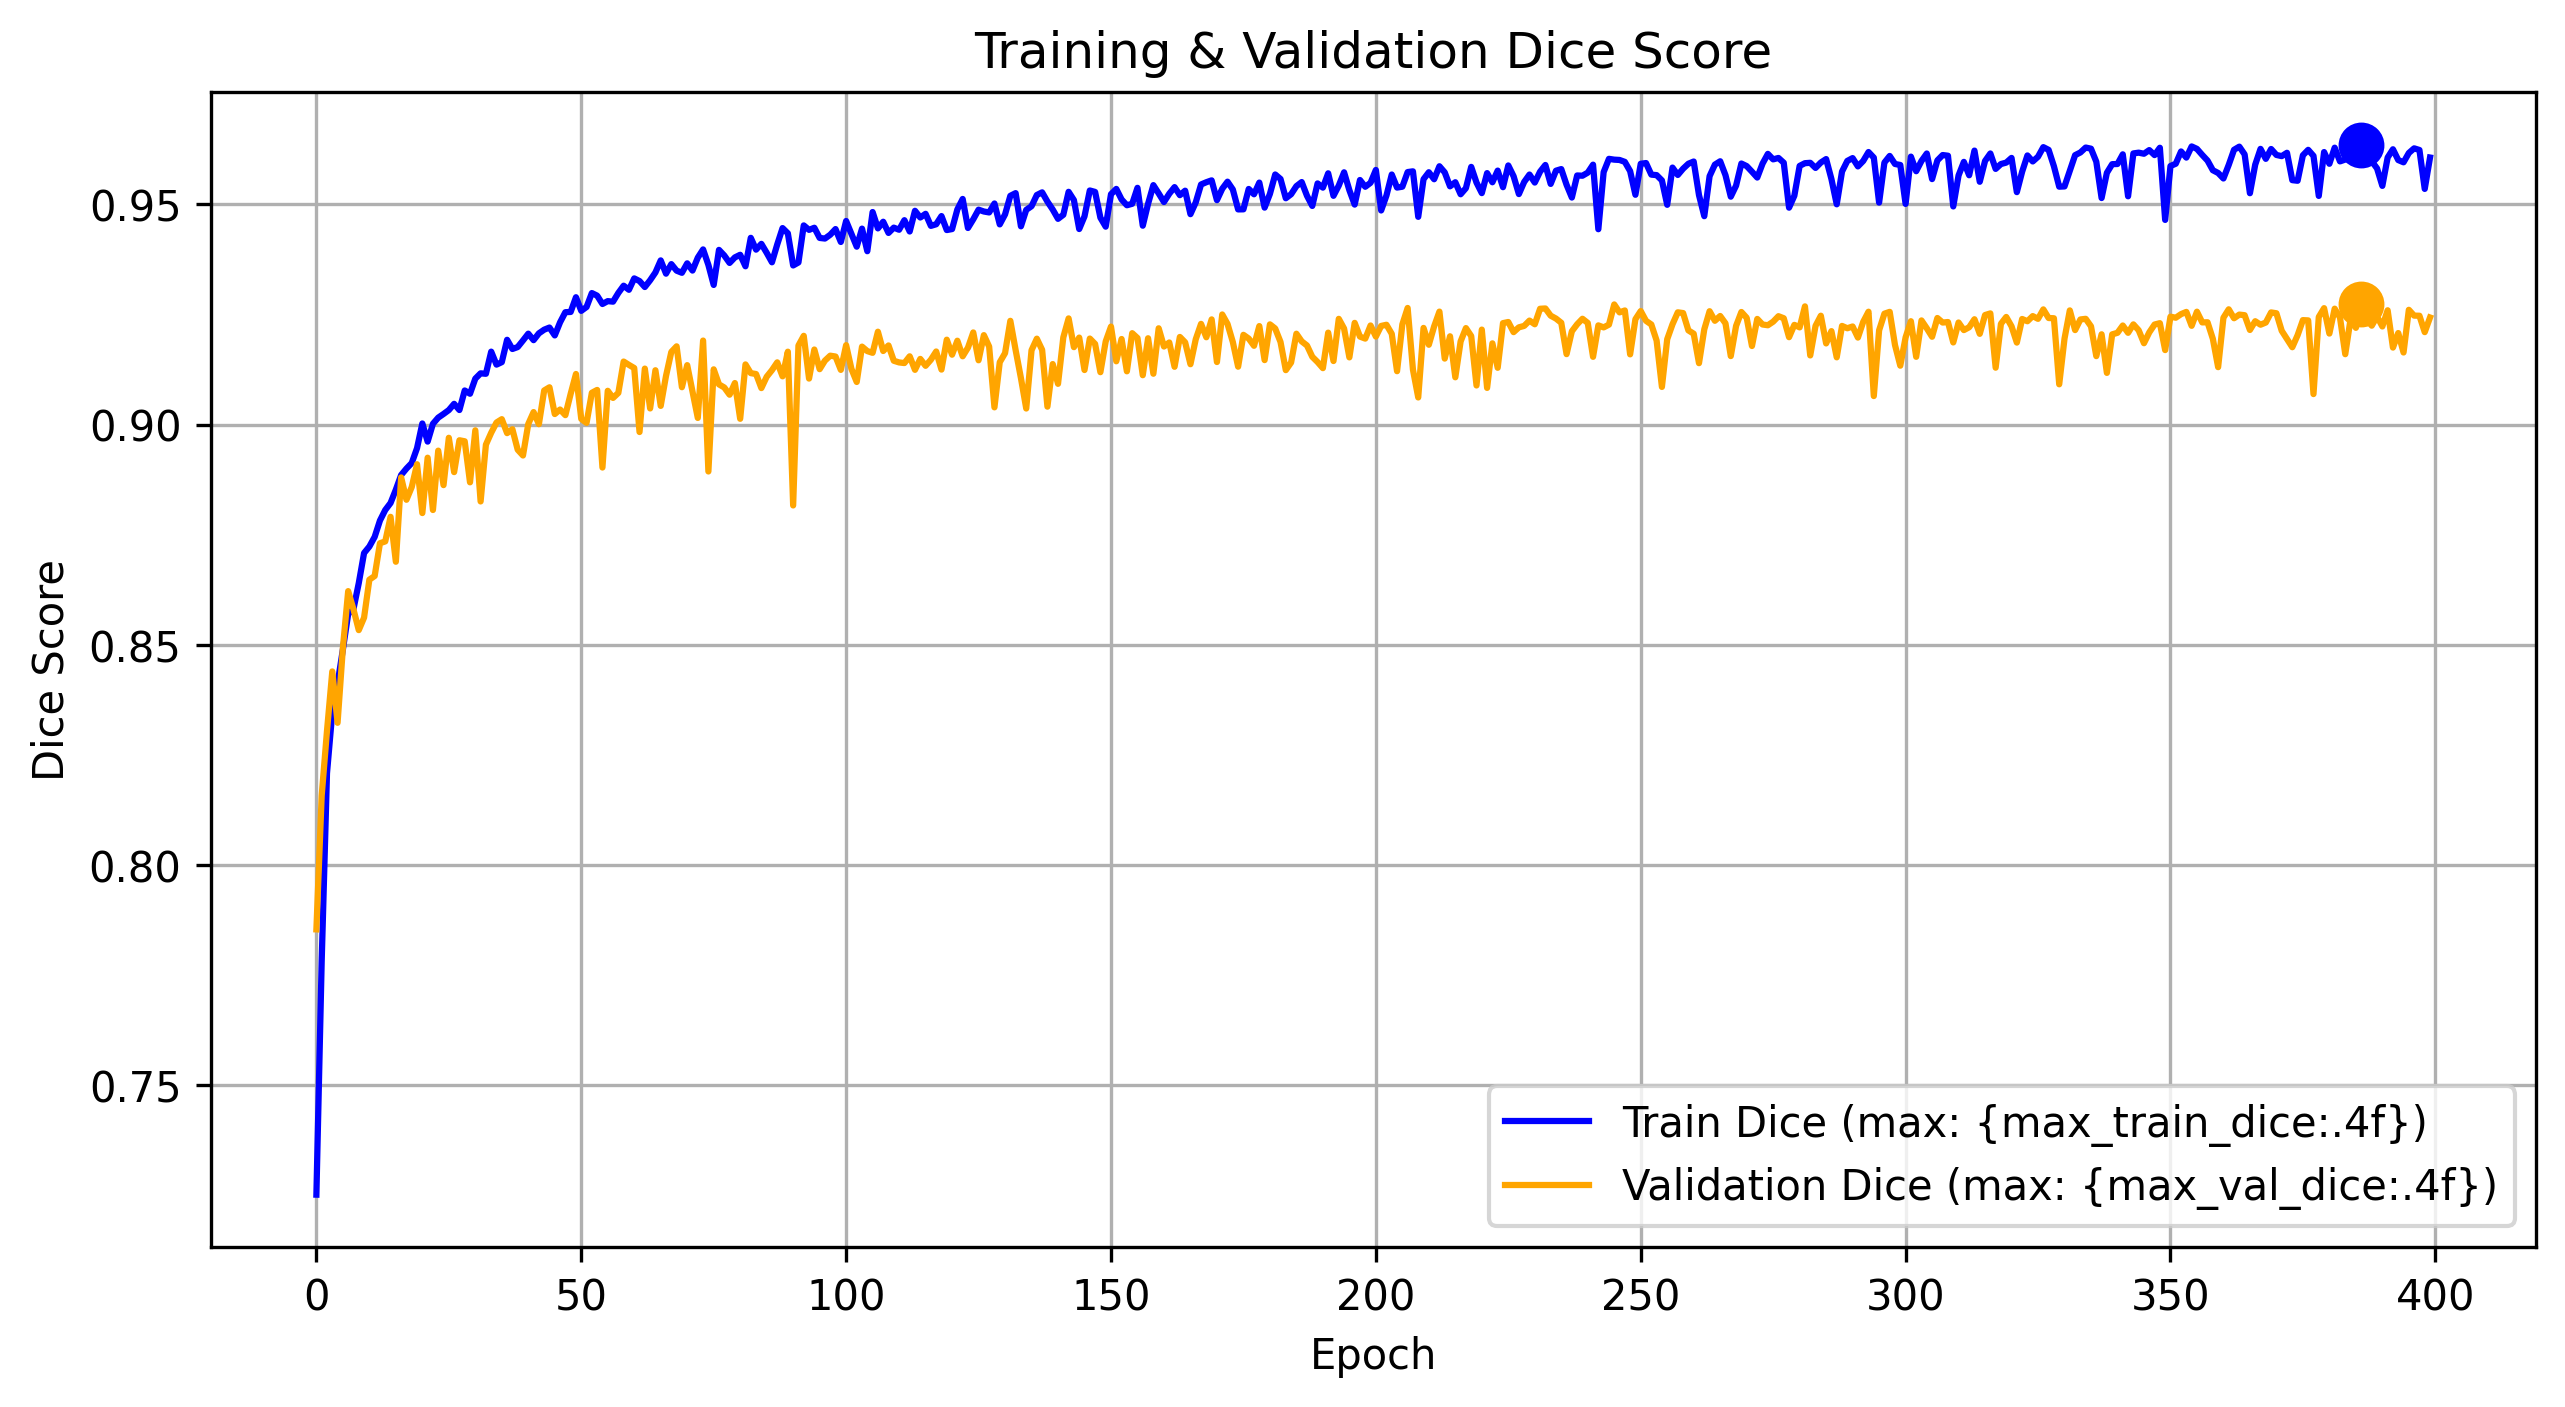 Training & Validation Dice Score
Dice Score
0.95
0.90
0.85
0.80
0.75
Train Dice (max: {max_train_dice:.4f})
Validation Dice (max: {max_val_dice:.4f})
0 50 100 150 200 250 300 350 400
Epoch